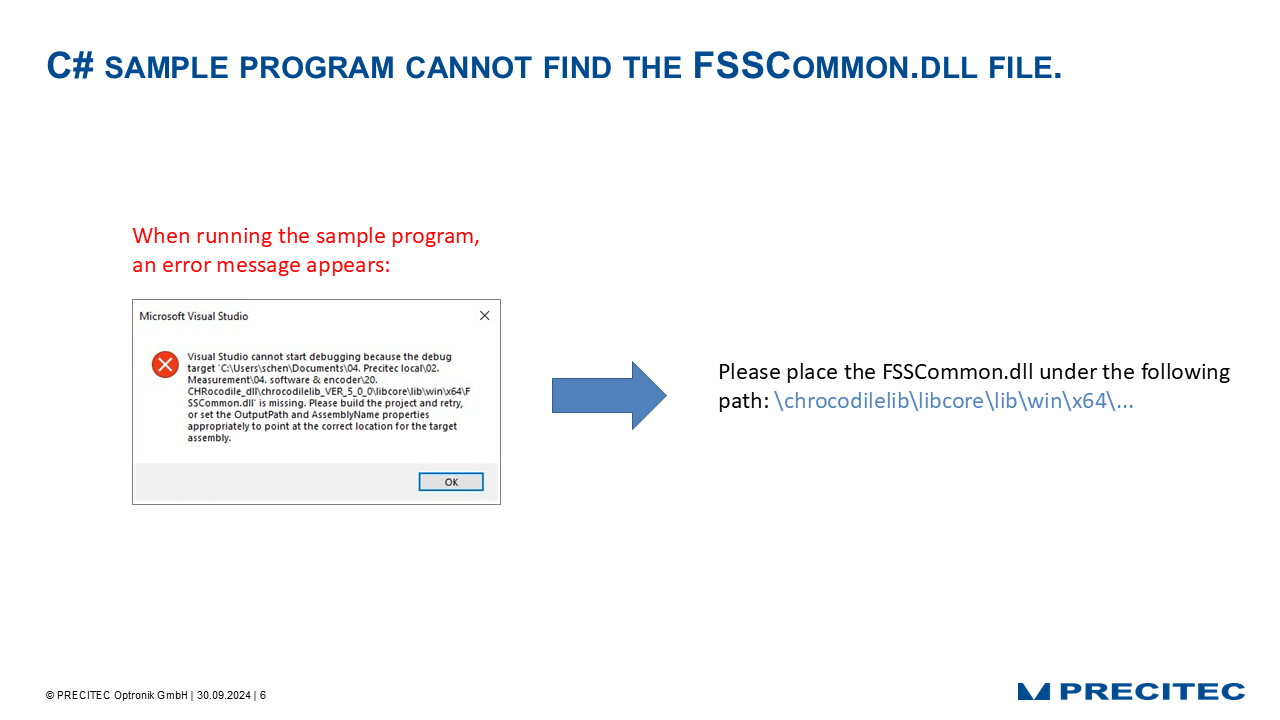 C# SAMPLE PROGRAM CANNOT FIND THE FSSCOMMON.DLL FILE.
When running the sample program,
an error message appears:
Microsoft Visual Studio
Visual Studio cannot start debugging because the debug
target 'C:\Users\schen\Documents\04. Precitec local\02.
Measurement\04. software & encoder\20.
CHRocodile_dll\chrocodilelib_VER_5_0_0\libcore\lib\win\x64\F
SSCommon.dll' is missing. Please build the project and retry,
or set the OutputPath and AssemblyName properties
appropriately to point at the correct location for the target
assembly.
OK
Please place the FSSCommon.dll under the following
path: \chrocodilelib\libcore\lib\win\x64\...
© PRECITEC Optronik GmbH | 30.09.2024 | 6
PRECITEC